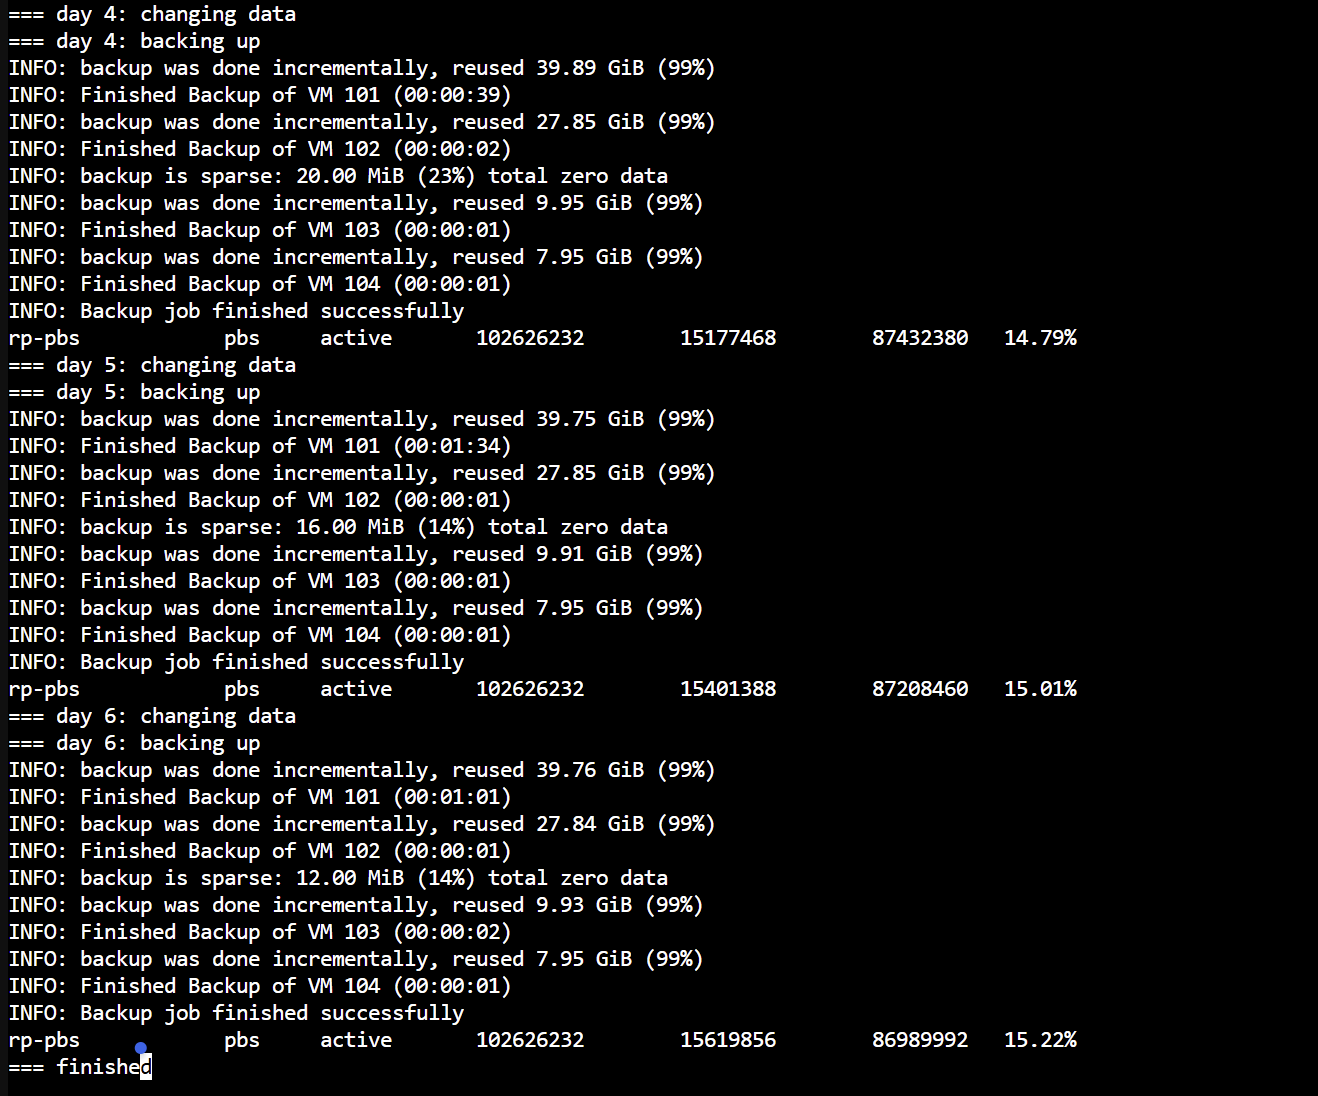 === day 4: changing data
=== day 4: backing up
INFO: backup was done incrementally, reused 39.89 GiB (99%)
INFO: Finished Backup of VM 101 (00:00:39)
INFO: backup was done incrementally, reused 27.85 GiB (99%)
INFO: Finished Backup of VM 102 (00:00:02)
INFO: backup is sparse: 20.00 MiB (23%) total zero data
INFO: backup was done incrementally, reused 9.95 GiB (99%)
INFO: Finished Backup of VM 103 (00:00:01)
INFO: backup was done incrementally, reused 7.95 GiB (99%)
INFO: Finished Backup of VM 104 (00:00:01)
INFO: Backup job finished successfully
rp-pbs            pbs     active       102626232        15177468        87432380   14.79%
=== day 5: changing data
=== day 5: backing up
INFO: backup was done incrementally, reused 39.75 GiB (99%)
INFO: Finished Backup of VM 101 (00:01:34)
INFO: backup was done incrementally, reused 27.85 GiB (99%)
INFO: Finished Backup of VM 102 (00:00:01)
INFO: backup is sparse: 16.00 MiB (14%) total zero data
INFO: backup was done incrementally, reused 9.91 GiB (99%)
INFO: Finished Backup of VM 103 (00:00:01)
INFO: backup was done incrementally, reused 7.95 GiB (99%)
INFO: Finished Backup of VM 104 (00:00:01)
INFO: Backup job finished successfully
rp-pbs            pbs     active       102626232        15401388        87208460   15.01%
=== day 6: changing data
=== day 6: backing up
INFO: backup was done incrementally, reused 39.76 GiB (99%)
INFO: Finished Backup of VM 101 (00:01:01)
INFO: backup was done incrementally, reused 27.84 GiB (99%)
INFO: Finished Backup of VM 102 (00:00:01)
INFO: backup is sparse: 12.00 MiB (14%) total zero data
INFO: backup was done incrementally, reused 9.93 GiB (99%)
INFO: Finished Backup of VM 103 (00:00:02)
INFO: backup was done incrementally, reused 7.95 GiB (99%)
INFO: Finished Backup of VM 104 (00:00:01)
INFO: Backup job finished successfully
rp-pbs            pbs     active       102626232        15619856        86989992   15.22%
=== finished